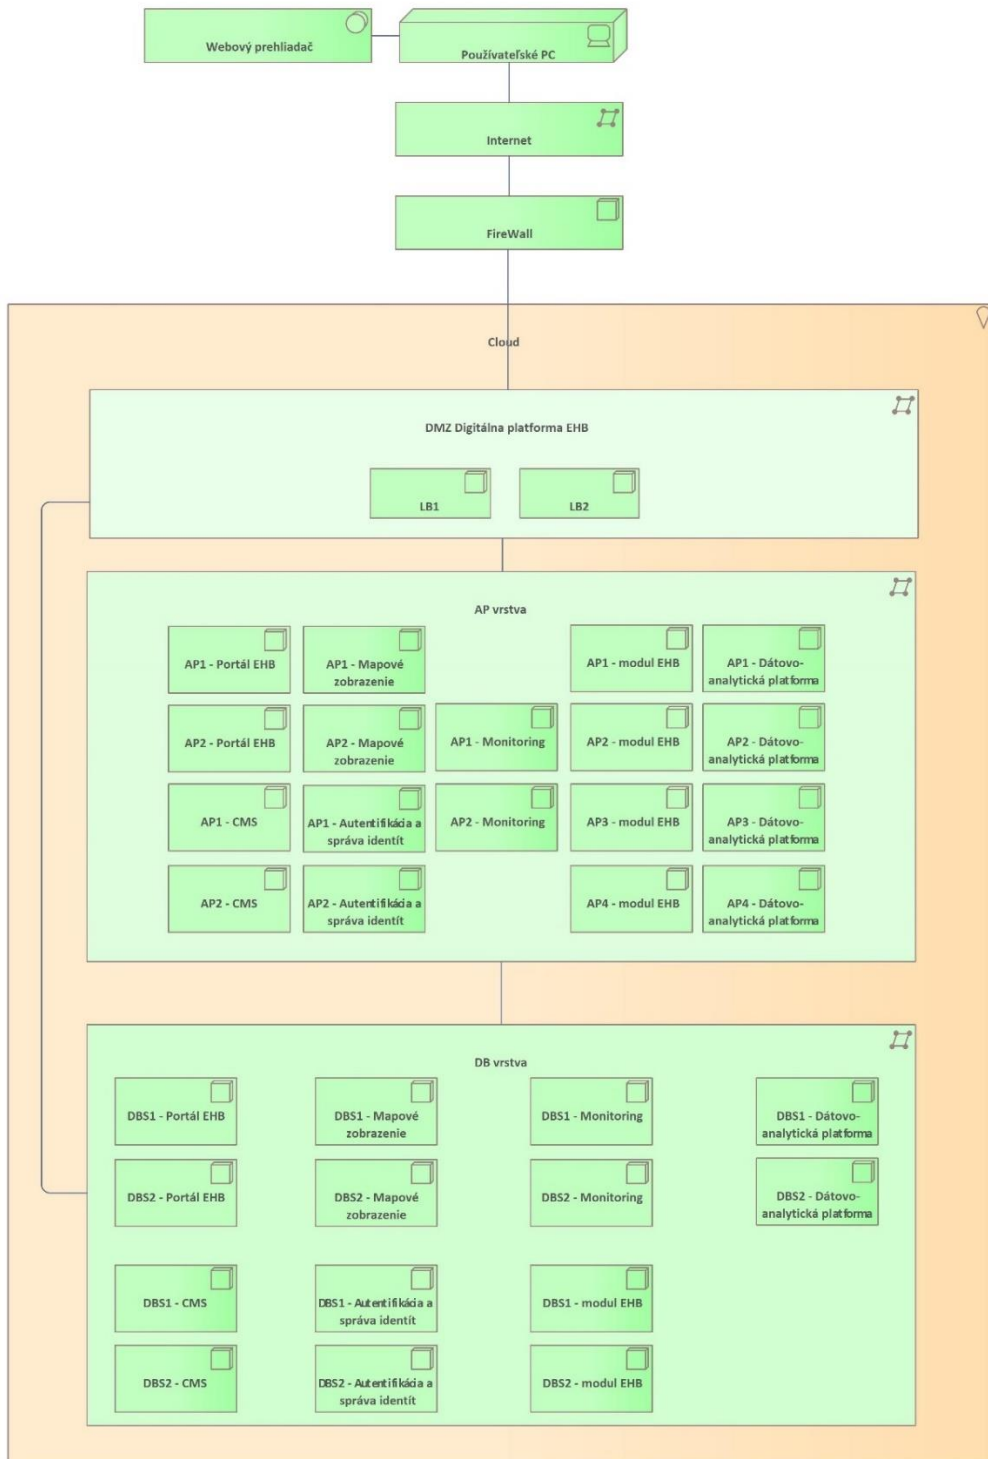 Webový prehliadač
Používateľské PC
Internet
FireWall
Cloud
DMZ Digitálna platforma EHB
LB1
LB2
AP vrstva
AP1 - Portál EHB
AP1 - Mapové
zobrazenie
AP1 - modul EHB
AP1 - Dátovo-
analytická platforma
AP2 - Portál EHB
AP2 - Mapové
zobrazenie
AP1 - Monitoring
AP2 - modul EHB
AP2 - Dátovo-
analytická platforma
AP1 - CMS
AP1 - Autentifikácia a
správa identít
AP2 - Monitoring
AP3 - modul EHB
AP3 - Dátovo-
analytická platforma
AP2 - CMS
AP2 - Autentifikácia a
správa identít
AP4 - modul EHB
AP4 - Dátovo-
analytická platforma
DB vrstva
DBS1 - Portál EHB
DBS1 - Mapové
zobrazenie
DBS1 - Monitoring
DBS1 - Dátovo-
analytická platforma
DBS2 - Portál EHB
DBS2 - Mapové
zobrazenie
DBS2 - Monitoring
DBS2 - Dátovo-
analytická platforma
DBS1 - CMS
DBS1 - Autentifikácia a
správa identít
DBS1 - modul EHB
DBS2 - CMS
DBS2 - Autentifikácia a
správa identít
DBS2 - modul EHB